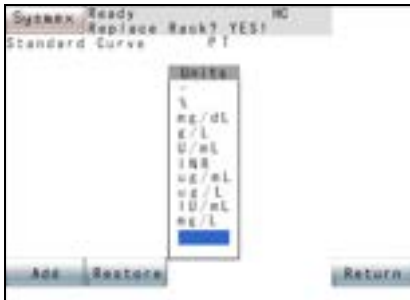 Sysmex Ready HC
Replace Rack? YES!
Standard Curve PT
Units
-
%
mg/dL
g/L
U/mL
INR
ug/mL
ug/L
IU/mL
mg/L
Add Restore Return